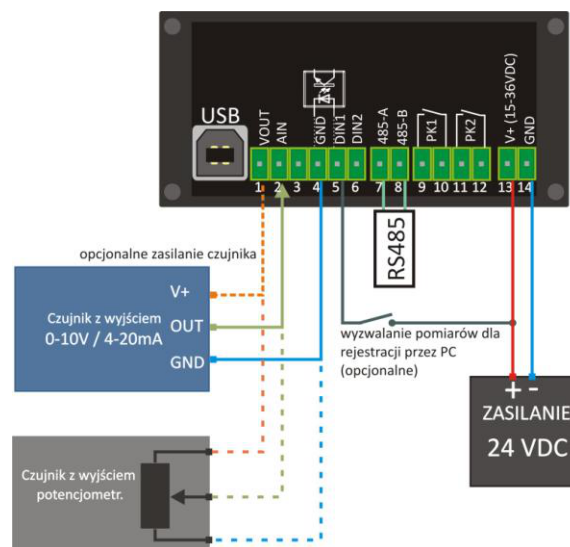 USB
VOUT
AIN
GND
DIN1
DIN2
485-A
485-B
PK1
PK2
V+ (15-36VDC)
GND
1 2 3 4 5 6 7 8 9 10 11 12 13 14
opcjonalne zasilanie czujnika
RS485
V+
Czujnik z wyjściem
0-10V / 4-20mA
OUT
GND
wyzwalanie pomiarów dla
rejestracji przez PC
(opcjonalne)
+ -
ZASILANIE
24 VDC
Czujnik z wyjściem
potencjometr.